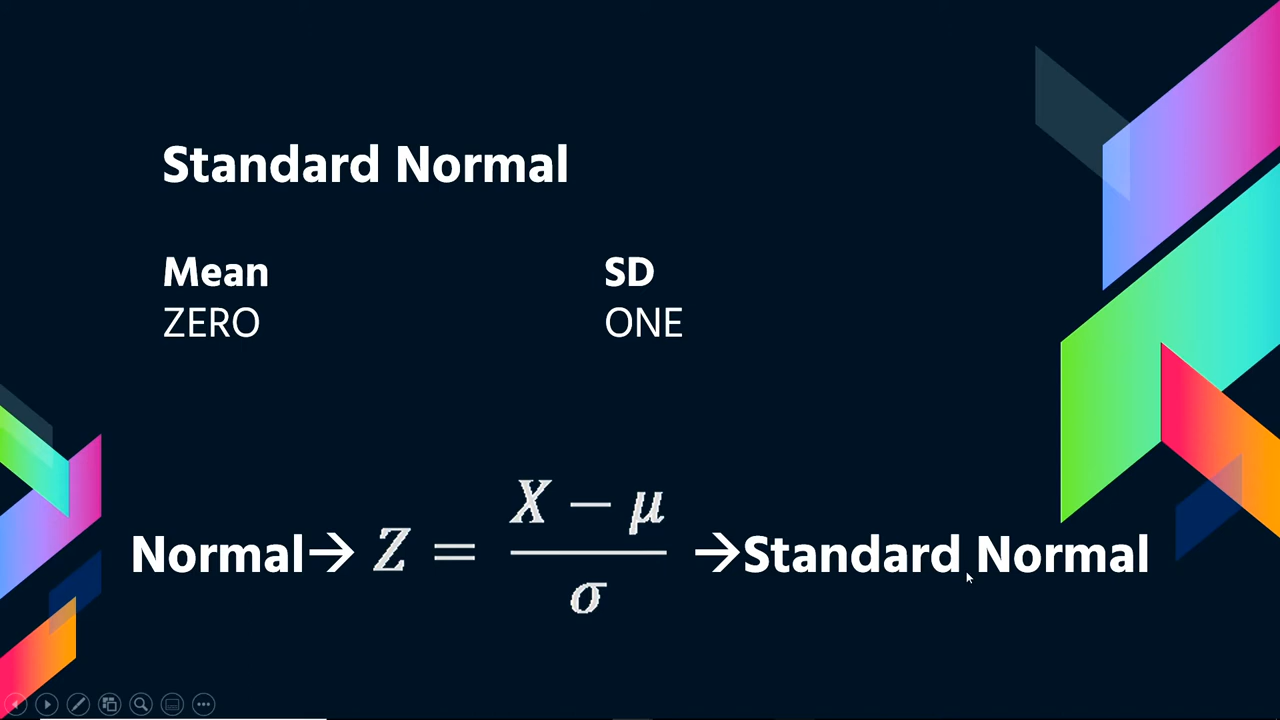 Standard Normal
Mean SD
ZERO ONE
Normal→ Z = (X − μ) / σ →Standard Normal